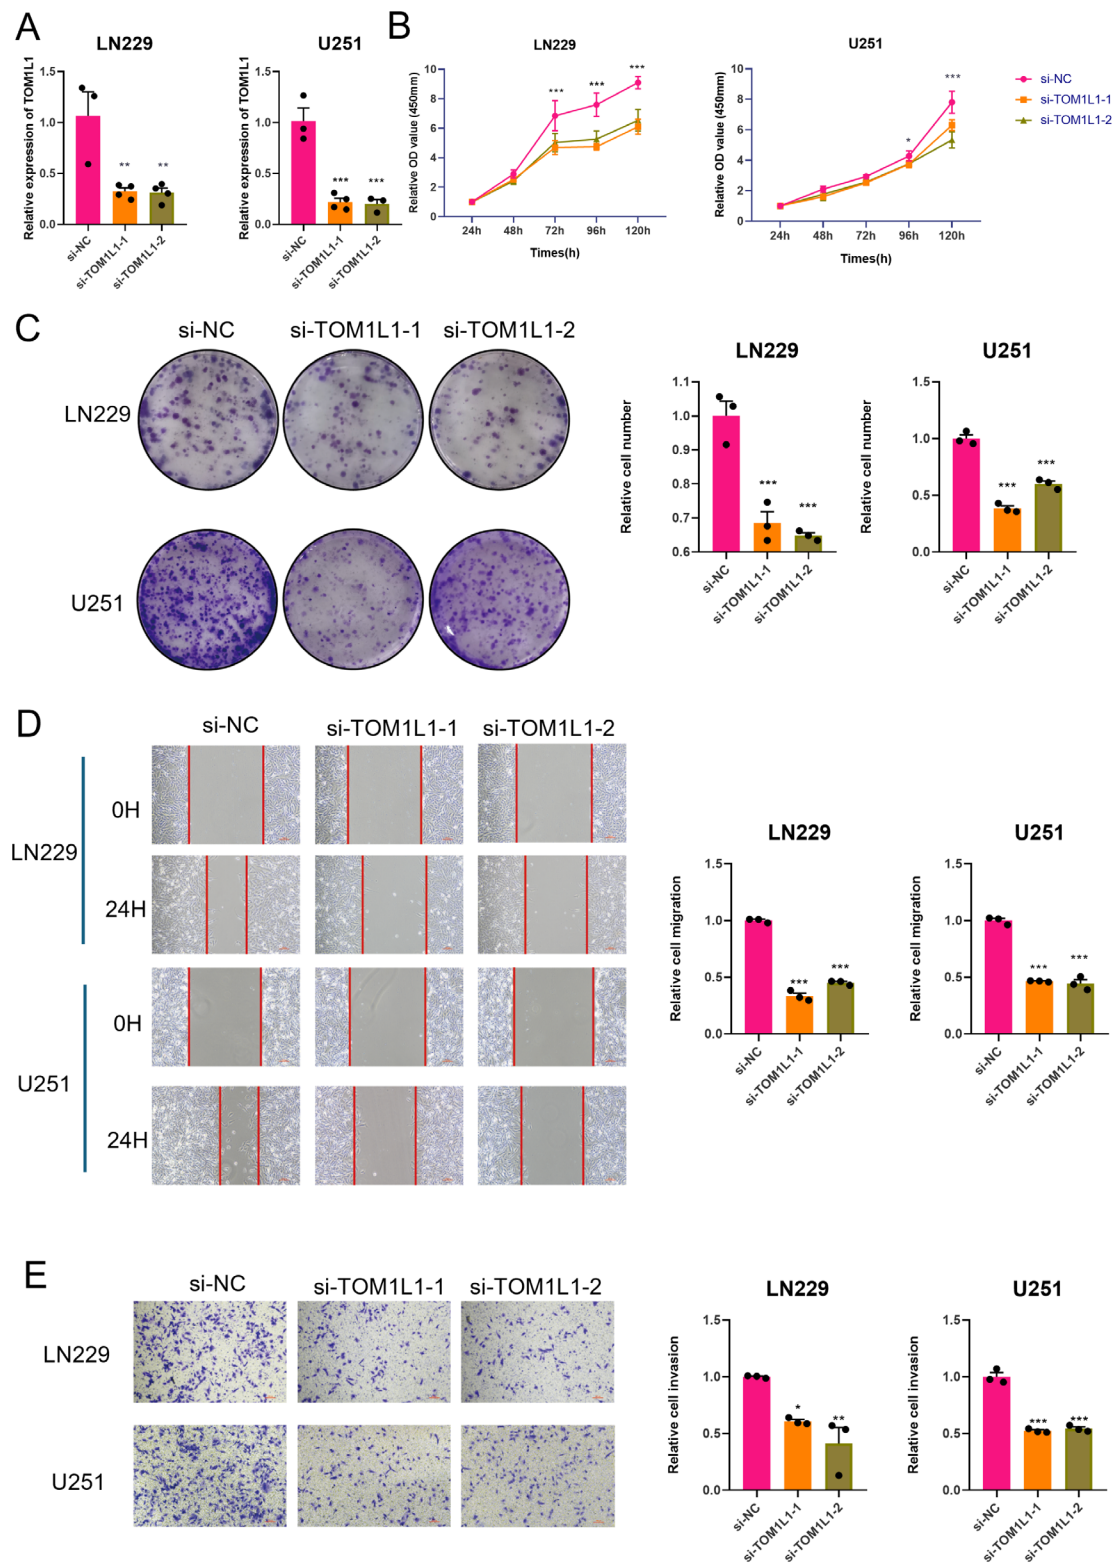 A
LN229
Relative expression of TOM1L1
1.5
1.0
0.5
0.0
**
**
si-NC
si-TOM1L1-1
si-TOM1L1-2
U251
1.5
1.0
0.5
0.0
***
***
si-NC
si-TOM1L1-1
si-TOM1L1-2
B
LN229
Relative OD value (450mm)
10
8
6
4
2
0
***
***
***
24h
48h
72h
96h
120h
Times(h)
U251
Relative OD value (450mm)
10
8
6
4
2
0
*
***
24h
48h
72h
96h
120h
Times(h)
si-NC
si-TOM1L1-1
si-TOM1L1-2
C
si-NC
si-TOM1L1-1
si-TOM1L1-2
LN229
U251
LN229
Relative cell number
1.1
1.0
0.9
0.8
0.7
0.6
***
***
si-NC
si-TOM1L1-1
si-TOM1L1-2
U251
Relative cell number
1.5
1.0
0.5
0.0
***
***
si-NC
si-TOM1L1-1
si-TOM1L1-2
D
si-NC
si-TOM1L1-1
si-TOM1L1-2
LN229
0H
24H
U251
0H
24H
LN229
Relative cell migration
1.5
1.0
0.5
0.0
***
***
si-NC
si-TOM1L1-1
si-TOM1L1-2
U251
Relative cell migration
1.5
1.0
0.5
0.0
***
***
si-NC
si-TOM1L1-1
si-TOM1L1-2
E
si-NC
si-TOM1L1-1
si-TOM1L1-2
LN229
U251
LN229
Relative cell invasion
1.5
1.0
0.5
0.0
*
**
si-NC
si-TOM1L1-1
si-TOM1L1-2
U251
Relative cell invasion
1.5
1.0
0.5
0.0
***
***
si-NC
si-TOM1L1-1
si-TOM1L1-2